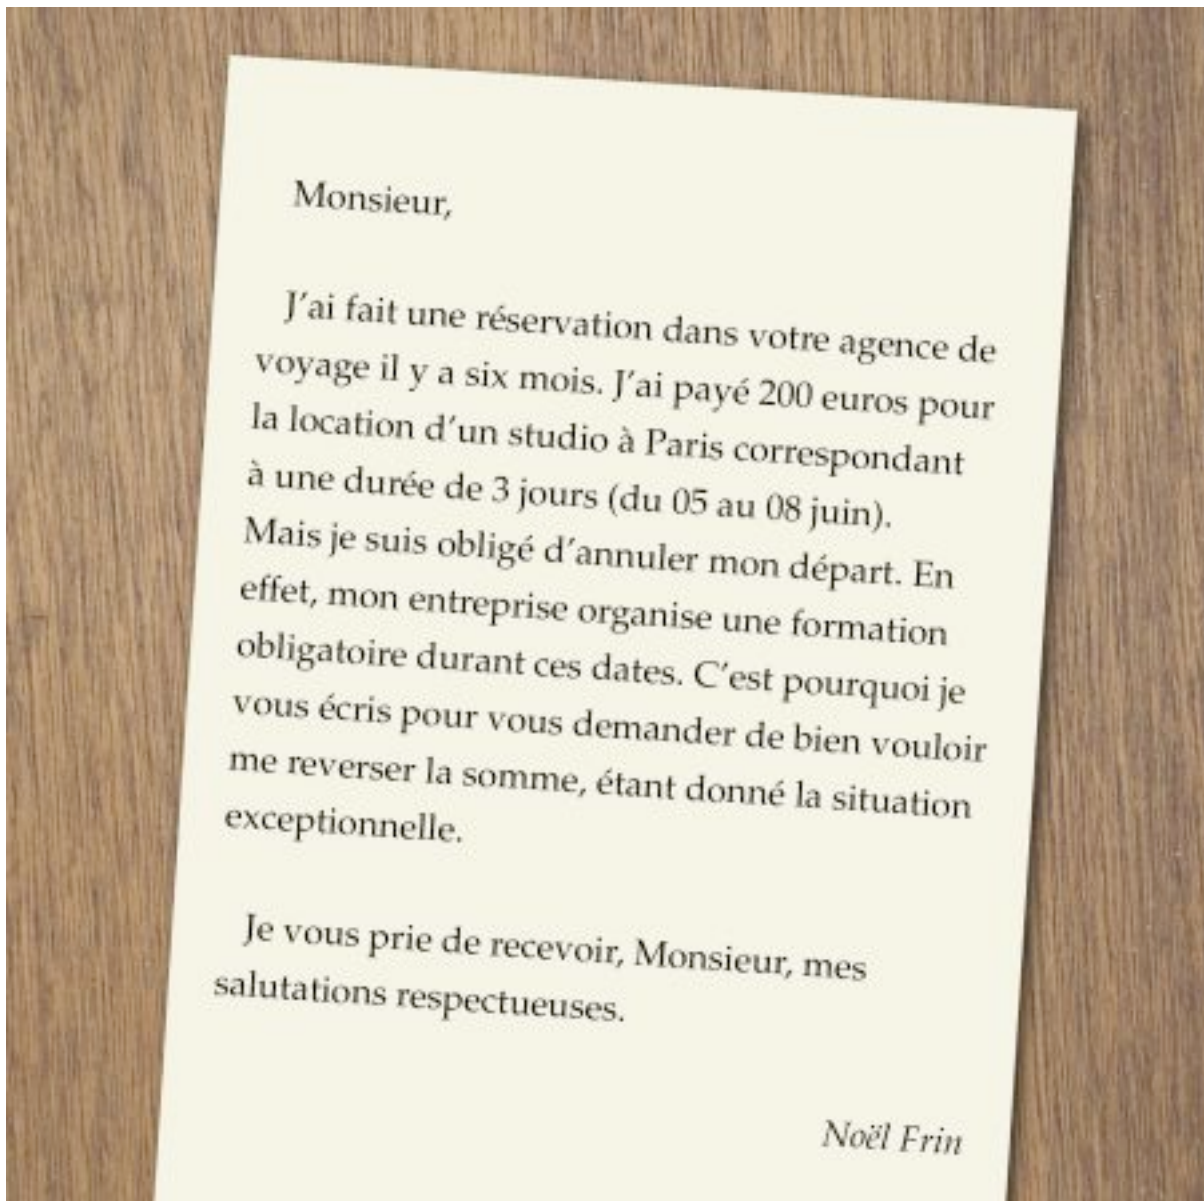 Monsieur,
J’ai fait une réservation dans votre agence de
voyage il y a six mois. J’ai payé 200 euros pour
la location d’un studio à Paris correspondant
à une durée de 3 jours (du 05 au 08 juin).
Mais je suis obligé d’annuler mon départ. En
effet, mon entreprise organise une formation
obligatoire durant ces dates. C’est pourquoi je
vous écris pour vous demander de bien vouloir
me reverser la somme, étant donné la situation
exceptionnelle.
Je vous prie de recevoir, Monsieur, mes
salutations respectueuses.
Noël Frin